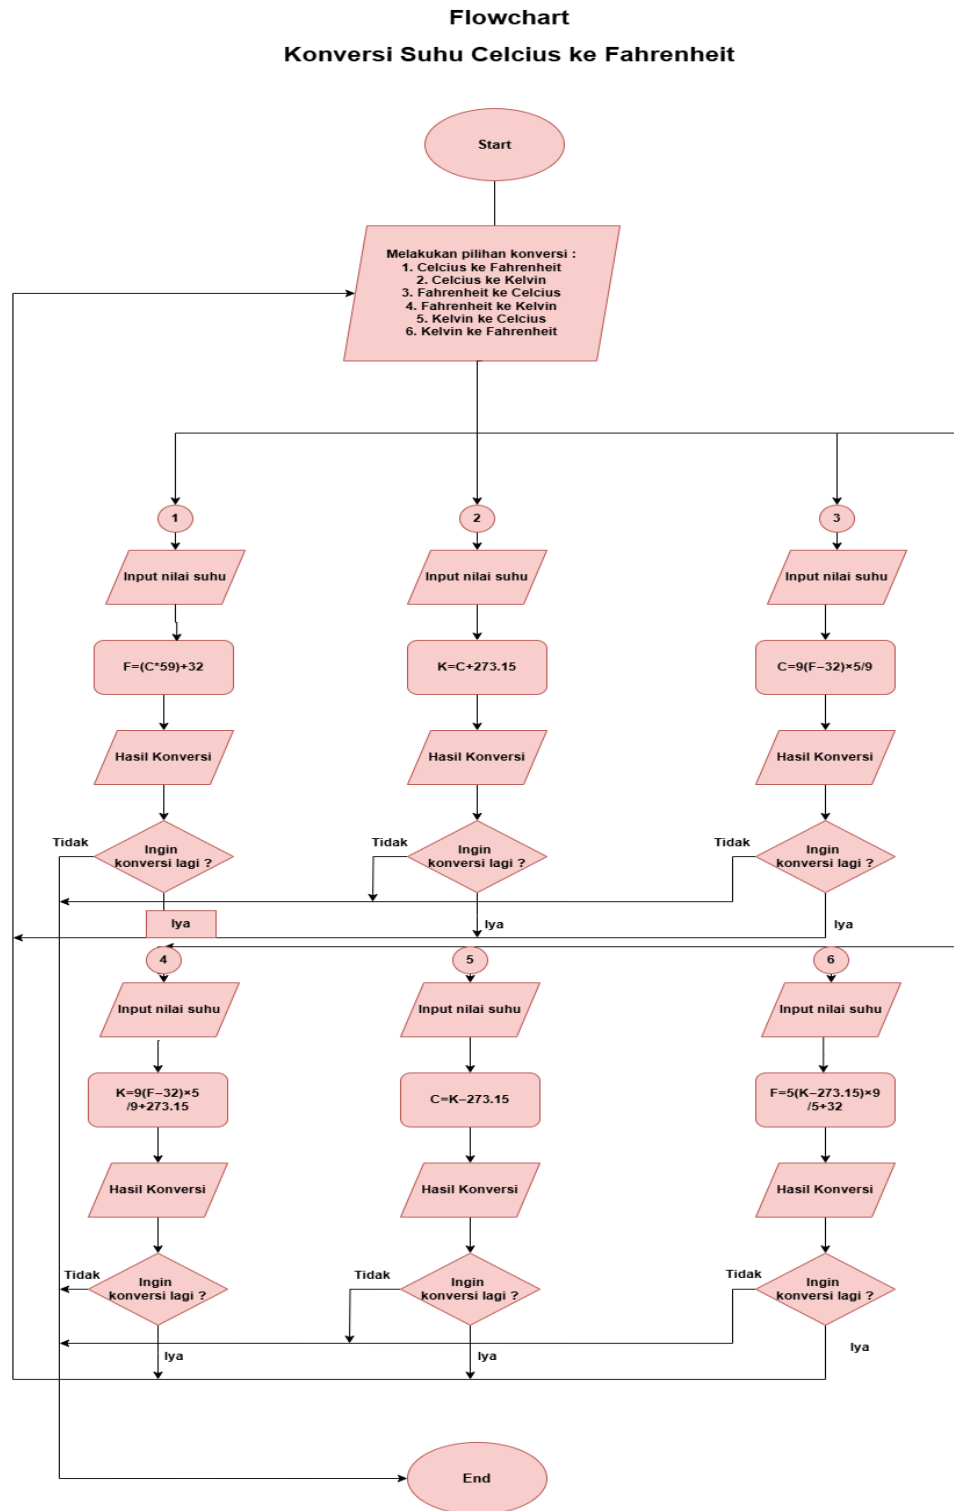 Flowchart
Konversi Suhu Celcius ke Fahrenheit
Start
Melakukan pilihan konversi :
1. Celcius ke Fahrenheit
2. Celcius ke Kelvin
3. Fahrenheit ke Celcius
4. Fahrenheit ke Kelvin
5. Kelvin ke Celcius
6. Kelvin ke Fahrenheit
1
2
3
Input nilai suhu
Input nilai suhu
Input nilai suhu
F=(C*59)+32
K=C+273.15
C=9(F−32)×5/9
Hasil Konversi
Hasil Konversi
Hasil Konversi
Tidak
Ingin
konversi lagi ?
Tidak
Ingin
konversi lagi ?
Tidak
Ingin
konversi lagi ?
Iya
Iya
Iya
4
5
6
Input nilai suhu
Input nilai suhu
Input nilai suhu
K=9(F−32)×5
/9+273.15
C=K−273.15
F=5(K−273.15)×9
/5+32
Hasil Konversi
Hasil Konversi
Hasil Konversi
Tidak
Ingin
konversi lagi ?
Tidak
Ingin
konversi lagi ?
Tidak
Ingin
konversi lagi ?
Iya
Iya
Iya
End